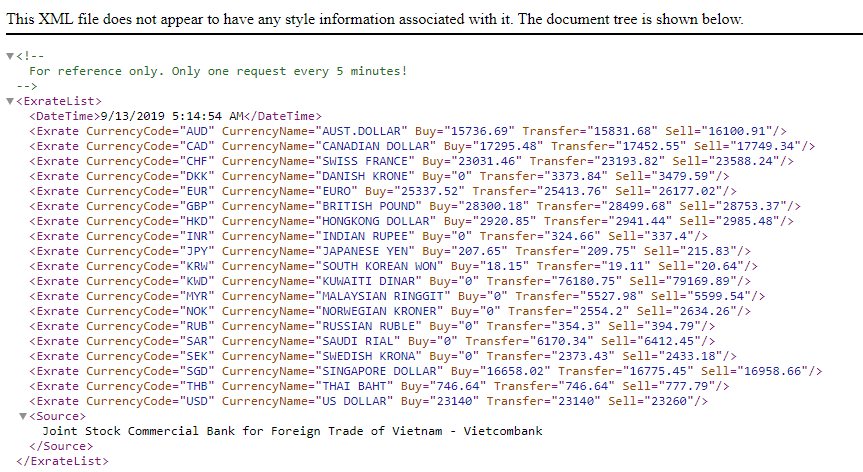 This XML file does not appear to have any style information associated with it. The document tree is shown below.
▼<!--
For reference only. Only one request every 5 minutes!
-->
▼<ExrateList>
<DateTime>9/13/2019 5:14:54 AM</DateTime>
<Exrate CurrencyCode="AUD" CurrencyName="AUST.DOLLAR" Buy="15736.69" Transfer="15831.68" Sell="16100.91"/>
<Exrate CurrencyCode="CAD" CurrencyName="CANADIAN DOLLAR" Buy="17295.48" Transfer="17452.55" Sell="17749.34"/>
<Exrate CurrencyCode="CHF" CurrencyName="SWISS FRANCE" Buy="23031.46" Transfer="23193.82" Sell="23588.24"/>
<Exrate CurrencyCode="DKK" CurrencyName="DANISH KRONE" Buy="0" Transfer="3373.84" Sell="3479.59"/>
<Exrate CurrencyCode="EUR" CurrencyName="EURO" Buy="25337.52" Transfer="25413.76" Sell="26177.02"/>
<Exrate CurrencyCode="GBP" CurrencyName="BRITISH POUND" Buy="28300.18" Transfer="28499.68" Sell="28753.37"/>
<Exrate CurrencyCode="HKD" CurrencyName="HONGKONG DOLLAR" Buy="2920.85" Transfer="2941.44" Sell="2985.48"/>
<Exrate CurrencyCode="INR" CurrencyName="INDIAN RUPEE" Buy="0" Transfer="324.66" Sell="337.4"/>
<Exrate CurrencyCode="JPY" CurrencyName="JAPANESE YEN" Buy="207.65" Transfer="209.75" Sell="215.83"/>
<Exrate CurrencyCode="KRW" CurrencyName="SOUTH KOREAN WON" Buy="18.15" Transfer="19.11" Sell="20.64"/>
<Exrate CurrencyCode="KWD" CurrencyName="KUWAITI DINAR" Buy="0" Transfer="76180.75" Sell="79169.89"/>
<Exrate CurrencyCode="MYR" CurrencyName="MALAYSIAN RINGGIT" Buy="0" Transfer="5527.98" Sell="5599.54"/>
<Exrate CurrencyCode="NOK" CurrencyName="NORWEGIAN KRONER" Buy="0" Transfer="2554.2" Sell="2634.26"/>
<Exrate CurrencyCode="RUB" CurrencyName="RUSSIAN RUBLE" Buy="0" Transfer="354.3" Sell="394.79"/>
<Exrate CurrencyCode="SAR" CurrencyName="SAUDI RIAL" Buy="0" Transfer="6170.34" Sell="6412.45"/>
<Exrate CurrencyCode="SEK" CurrencyName="SWEDISH KRONA" Buy="0" Transfer="2373.43" Sell="2433.18"/>
<Exrate CurrencyCode="SGD" CurrencyName="SINGAPORE DOLLAR" Buy="16658.02" Transfer="16775.45" Sell="16958.66"/>
<Exrate CurrencyCode="THB" CurrencyName="THAI BAHT" Buy="746.64" Transfer="746.64" Sell="777.79"/>
<Exrate CurrencyCode="USD" CurrencyName="US DOLLAR" Buy="23140" Transfer="23140" Sell="23260"/>
▼<Source>
Joint Stock Commercial Bank for Foreign Trade of Vietnam - Vietcombank
</Source>
</ExrateList>